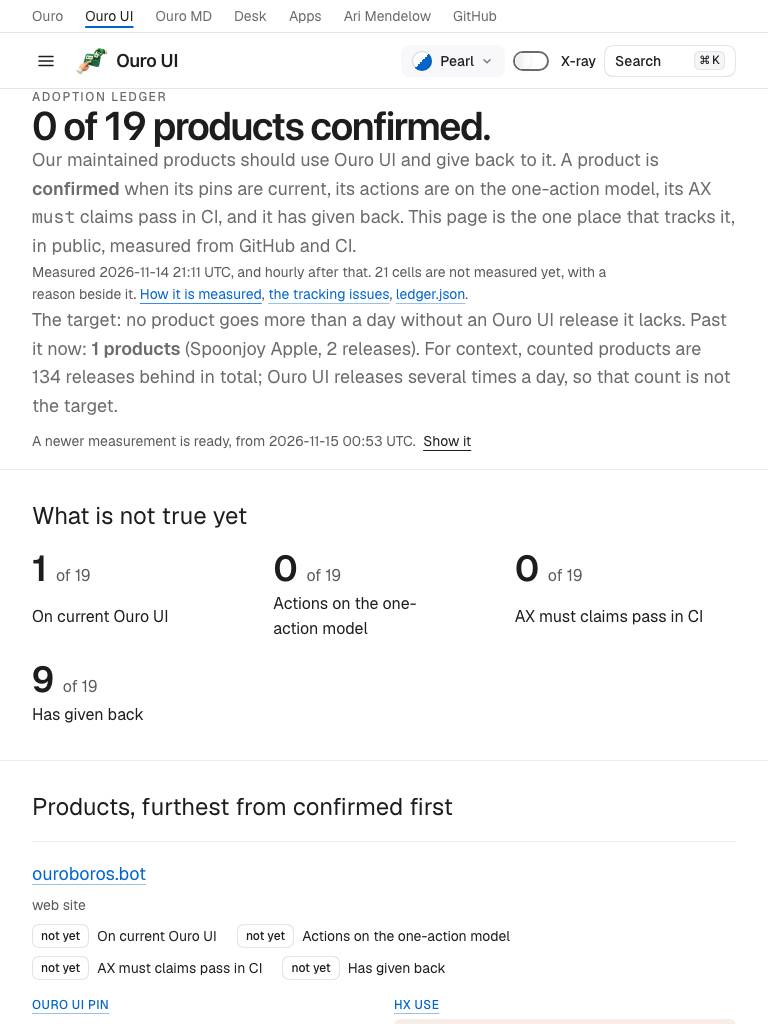 Ouro Ouro UI Ouro MD Desk Apps Ari Mendelow GitHub
Ouro UI Pearl X-ray Search ⌘ K
ADOPTION LEDGER
0 of 19 products confirmed.
Our maintained products should use Ouro UI and give back to it. A product is
confirmed when its pins are current, its actions are on the one-action model, its AX
must claims pass in CI, and it has given back. This page is the one place that tracks it,
in public, measured from GitHub and CI.
Measured 2026-11-14 21:11 UTC, and hourly after that. 21 cells are not measured yet, with a
reason beside it. How it is measured, the tracking issues, ledger.json.
The target: no product goes more than a day without an Ouro UI release it lacks. Past
it now: 1 products (Spoonjoy Apple, 2 releases). For context, counted products are
134 releases behind in total; Ouro UI releases several times a day, so that count is not
the target.
A newer measurement is ready, from 2026-11-15 00:53 UTC. Show it
What is not true yet
1 of 19
On current Ouro UI
0 of 19
Actions on the one-
action model
0 of 19
AX must claims pass in CI
9 of 19
Has given back
Products, furthest from confirmed first
ouroboros.bot
web site
not yet On current Ouro UI not yet Actions on the one-action model
not yet AX must claims pass in CI not yet Has given back
OURO UI PIN HX USE